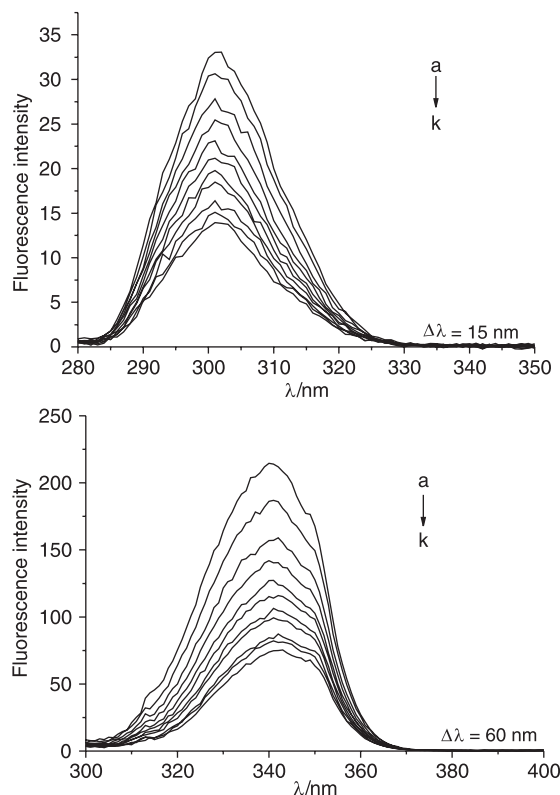 35
30
25
20
15
10
5
0
Fluorescence intensity
a
k
Δλ = 15 nm
280 290 300 310 320 330 340 350
λ/nm
250
200
150
100
50
0
Fluorescence intensity
a
k
Δλ = 60 nm
300 320 340 360 380 400
λ/nm